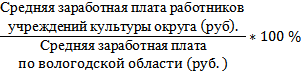 Средняя заработная плата работников
учреждений культуры округа (руб).
Средняя заработная плата
по вологодской области (руб. )
* 100 %